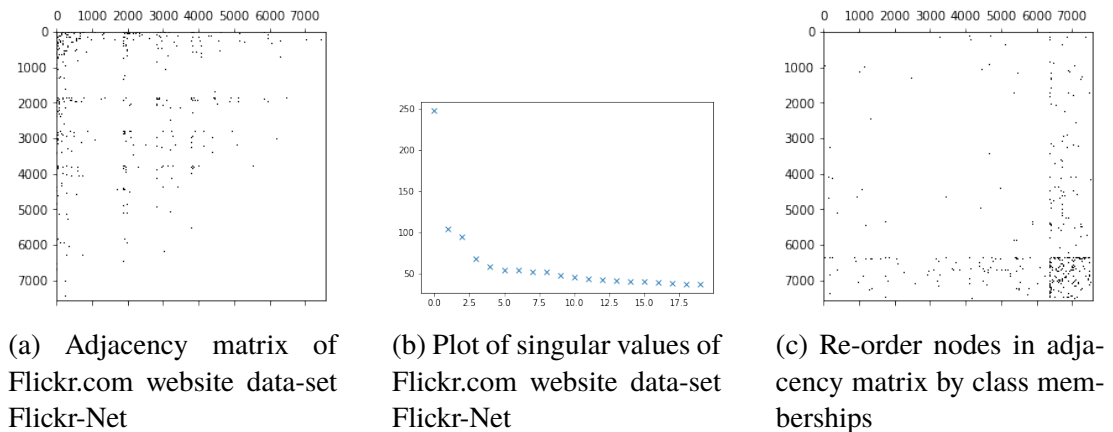 0 1000 2000 3000 4000 5000 6000 7000
0
1000
2000
3000
4000
5000
6000
7000
(a) Adjacency matrix of
Flickr.com website data-set
Flickr-Net
250
200
150
100
50
0.0 2.5 5.0 7.5 10.0 12.5 15.0 17.5
(b) Plot of singular values of
Flickr.com website data-set
Flickr-Net
0 1000 2000 3000 4000 5000 6000 7000
0
1000
2000
3000
4000
5000
6000
7000
(c) Re-order nodes in adja-
cency matrix by class mem-
berships